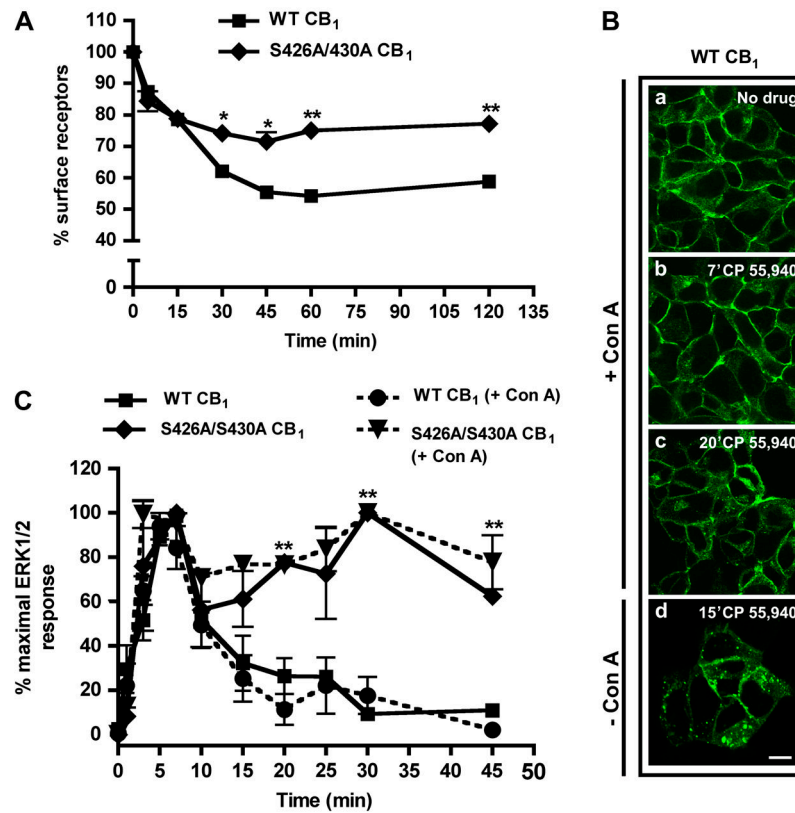 A
WT CB1
S426A/430A CB1
% surface receptors
110
100
90
80
70
60
50
40
0
* * ** **
0 15 30 45 60 75 90 105 120 135
Time (min)
B
WT CB1
+ Con A
- Con A
a No drug
b 7'CP 55,940
c 20'CP 55,940
d 15'CP 55,940
C
WT CB1
S426A/S430A CB1
WT CB1 (+ Con A)
S426A/S430A CB1
(+ Con A)
% maximal ERK1/2
response
120
100
80
60
40
20
0
** ** **
0 5 10 15 20 25 30 35 40 45 50
Time (min)